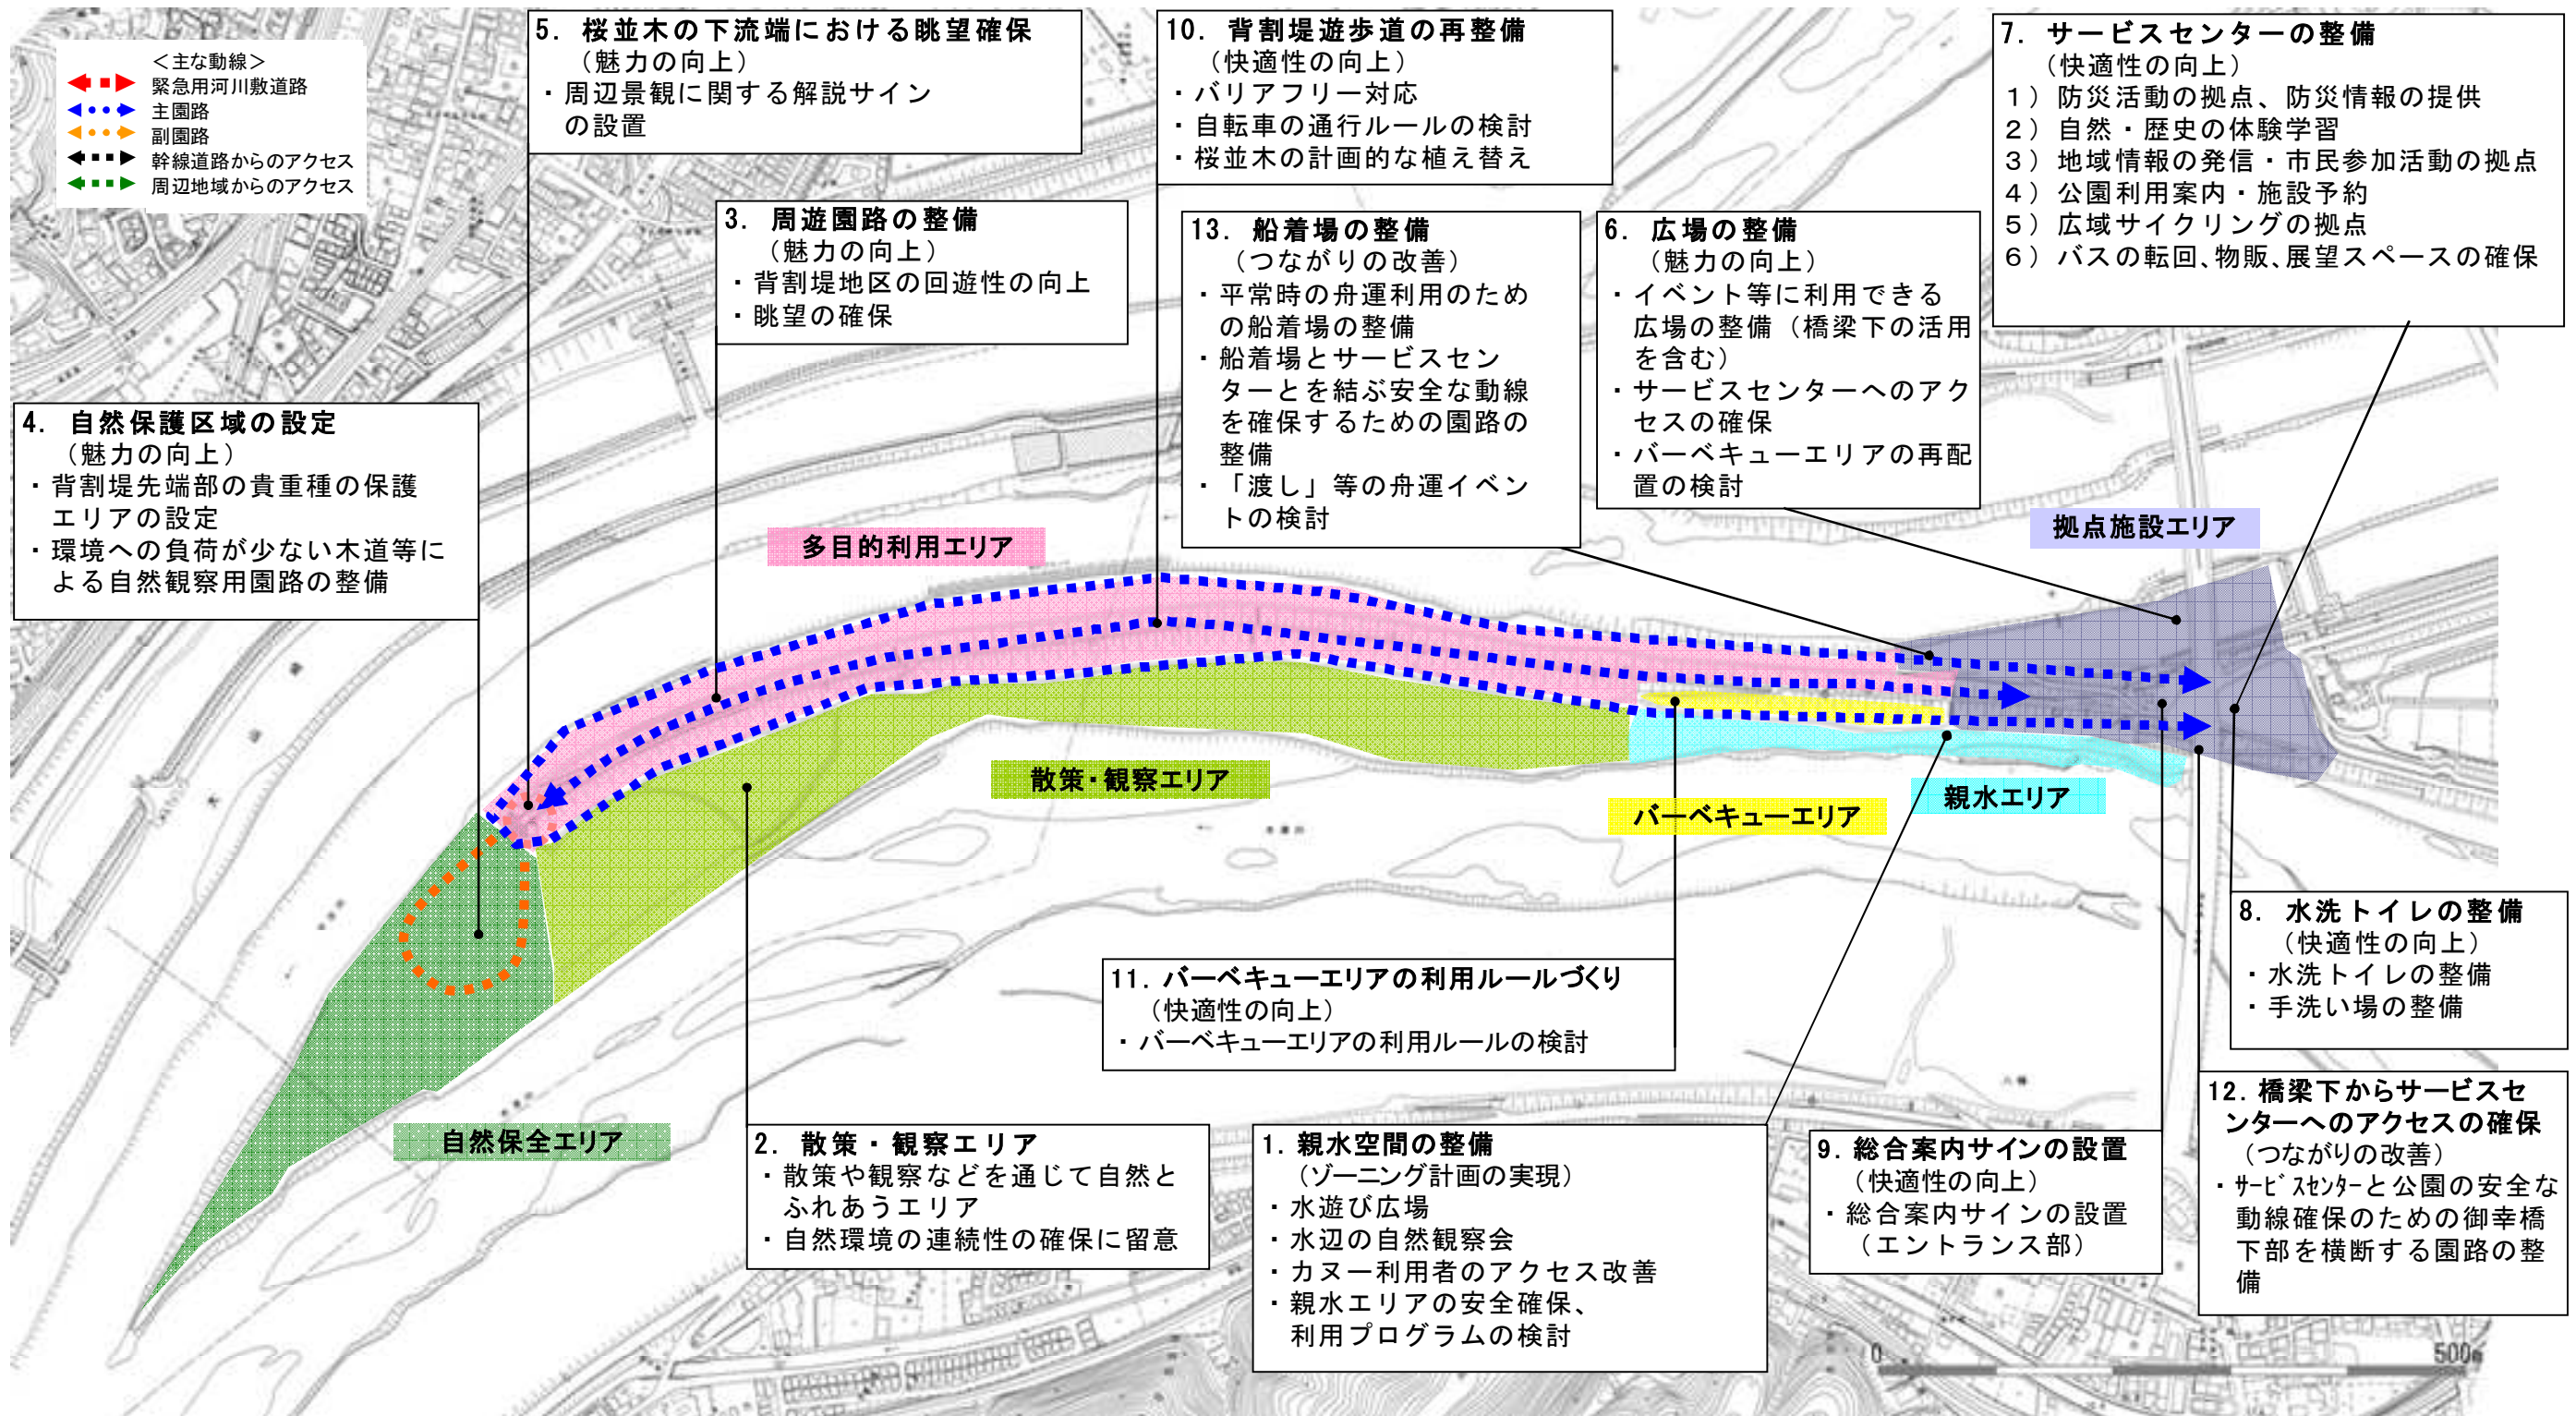 ＜主な動線＞
緊急用河川敷道路
主園路
副園路
幹線道路からのアクセス
周辺地域からのアクセス
5. 桜並木の下流端における眺望確保
（魅力の向上）
・周辺景観に関する解説サイン
の設置
10. 背割堤遊歩道の再整備
（快適性の向上）
・バリアフリー対応
・自転車の通行ルールの検討
・桜並木の計画的な植え替え
7. サービスセンターの整備
（快適性の向上）
１）防災活動の拠点、防災情報の提供
２）自然・歴史の体験学習
３）地域情報の発信・市民参加活動の拠点
４）公園利用案内・施設予約
５）広域サイクリングの拠点
６）バスの転回、物販、展望スペースの確保
3. 周遊園路の整備
（魅力の向上）
・背割堤地区の回遊性の向上
・眺望の確保
13. 船着場の整備
（つながりの改善）
・平常時の舟運利用のため
の船着場の整備
・船着場とサービスセン
ターとを結ぶ安全な動線
を確保するための園路の
整備
・「渡し」等の舟運イベン
トの検討
6. 広場の整備
（魅力の向上）
・イベント等に利用できる
広場の整備（橋梁下の活用
を含む）
・サービスセンターへのアク
セスの確保
・バーベキューエリアの再配
置の検討
4. 自然保護区域の設定
（魅力の向上）
・背割堤先端部の貴重種の保護
エリアの設定
・環境への負荷が少ない木道等に
よる自然観察用園路の整備
多目的利用エリア
拠点施設エリア
散策・観察エリア
バーベキューエリア
親水エリア
自然保全エリア
8. 水洗トイレの整備
（快適性の向上）
・水洗トイレの整備
・手洗い場の整備
11. バーベキューエリアの利用ルールづくり
（快適性の向上）
・バーベキューエリアの利用ルールの検討
2. 散策・観察エリア
・散策や観察などを通じて自然と
ふれあうエリア
・自然環境の連続性の確保に留意
1. 親水空間の整備
（ゾーニング計画の実現）
・水遊び広場
・水辺の自然観察会
・カヌー利用者のアクセス改善
・親水エリアの安全確保、
利用プログラムの検討
9. 総合案内サインの設置
（快適性の向上）
・総合案内サインの設置
（エントランス部）
12. 橋梁下からサービスセ
ンターへのアクセスの確保
（つながりの改善）
・ｻｰﾋﾞｽｾﾝﾀｰと公園の安全な
動線確保のための御幸橋
下部を横断する園路の整
備
0 500m